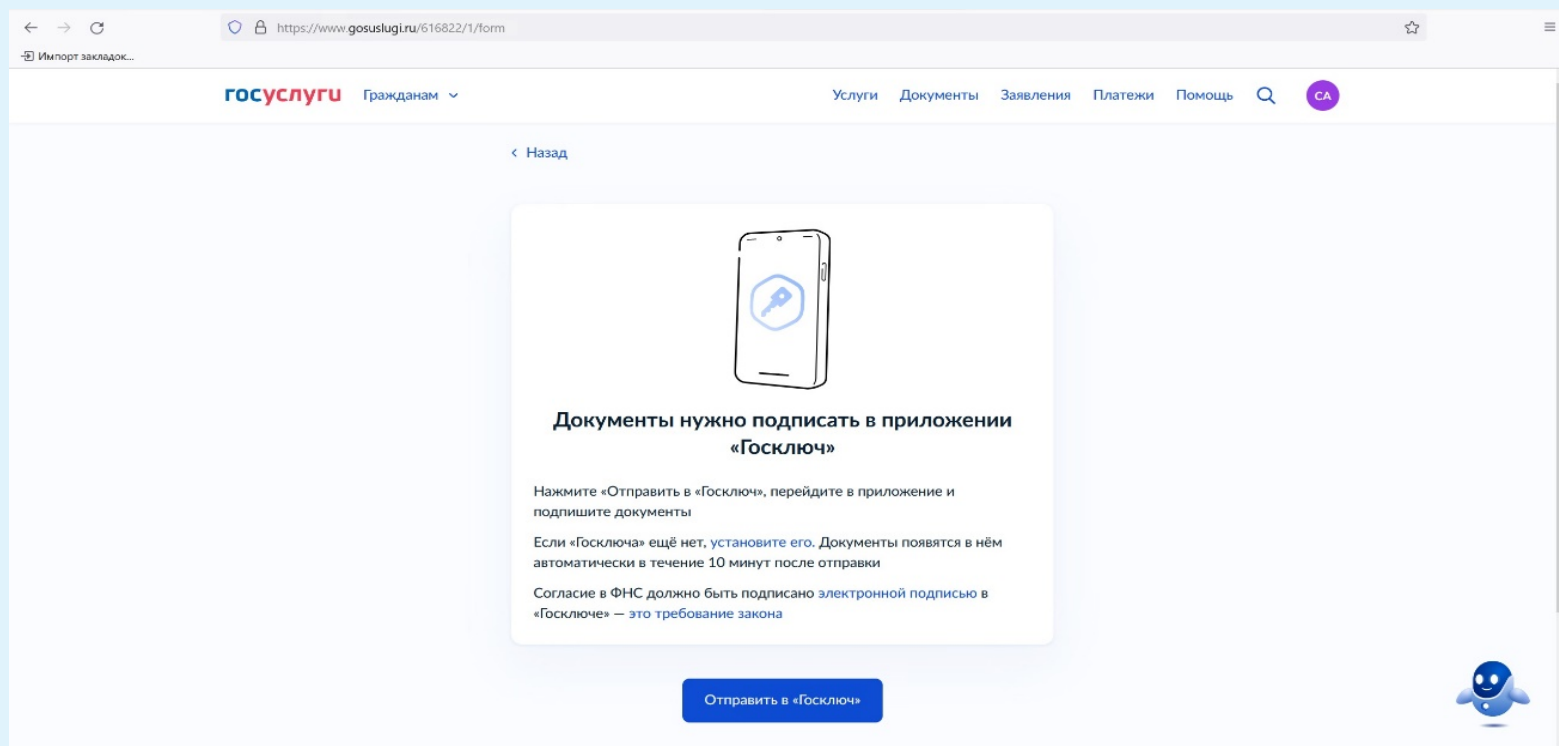 https://www.gosuslugi.ru/616822/1/form
Импорт закладок...
госуслуги Гражданам Услуги Документы Заявления Платежи Помощь СА
Назад
Документы нужно подписать в приложении
«Госключ»
Нажмите «Отправить в «Госключ», перейдите в приложение и
подпишите документы
Если «Госключа» ещё нет, установите его. Документы появятся в нём
автоматически в течение 10 минут после отправки
Согласие в ФНС должно быть подписано электронной подписью в
«Госключе» — это требование закона
Отправить в «Госключ»